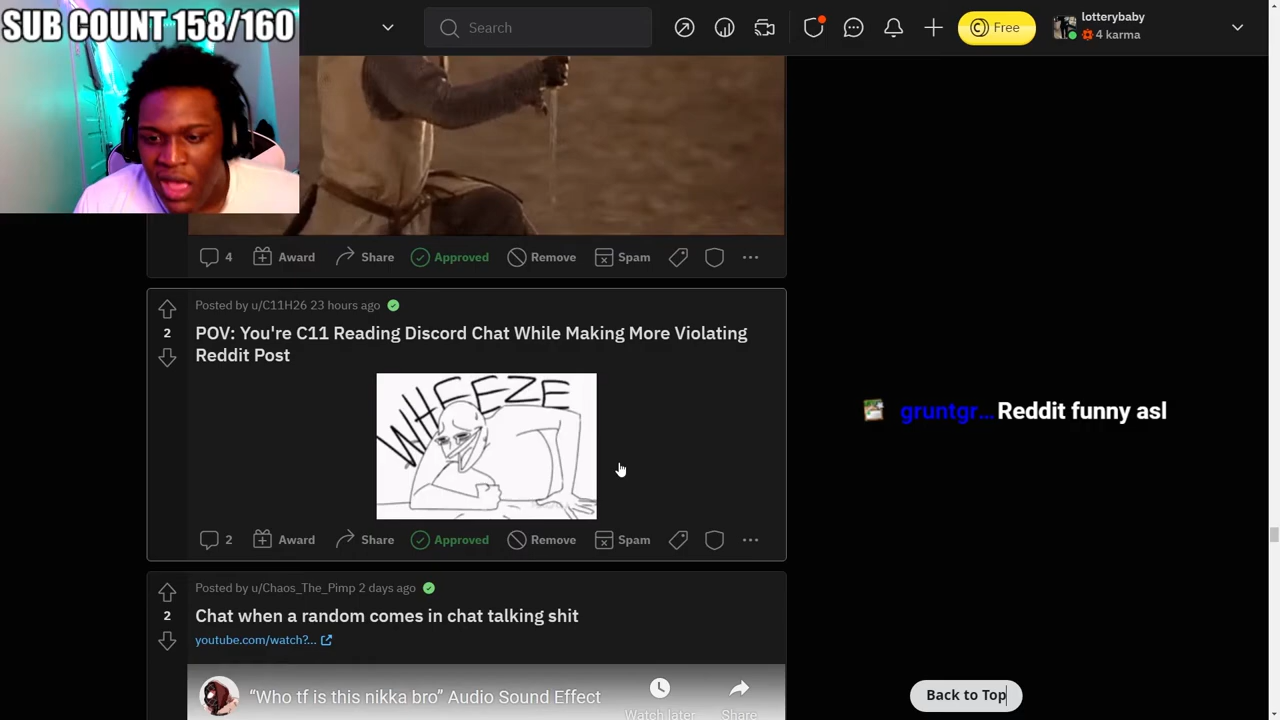 SUB COUNT 158/160
Search
Free
lotterybaby
4 karma
4 Award Share Approved Remove Spam
Posted by u/C11H26 23 hours ago
2
POV: You're C11 Reading Discord Chat While Making More Violating
Reddit Post
WHEEZE
gruntgr... Reddit funny asl
2 Award Share Approved Remove Spam
Posted by u/Chaos_The_Pimp 2 days ago
2
Chat when a random comes in chat talking shit
youtube.com/watch?...
“Who tf is this nikka bro” Audio Sound Effect
Watch later Share
Back to Top